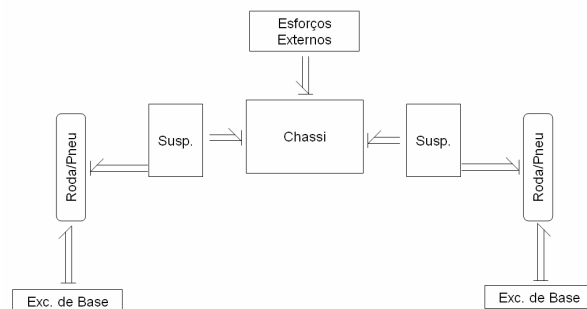 Esforços
Externos
Susp.
Chassi
Susp.
Roda/Pneu
Roda/Pneu
Exc. de Base
Exc. de Base